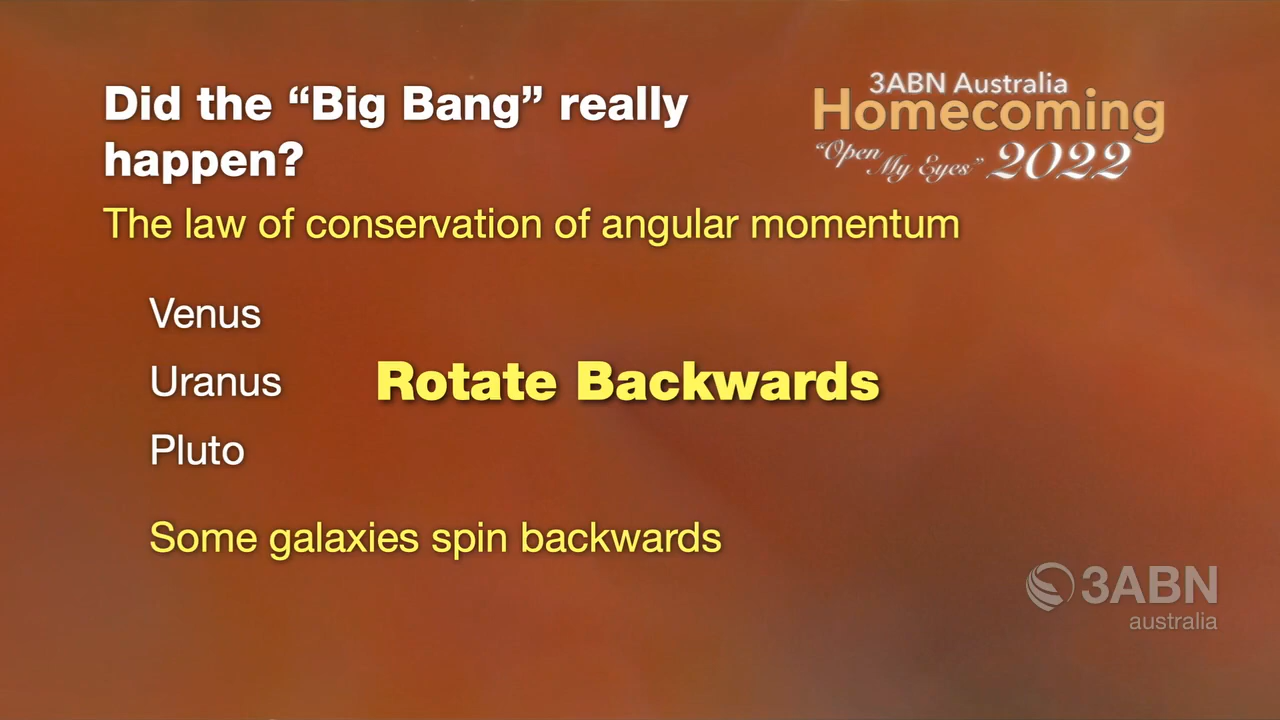 Did the “Big Bang” really
happen?
3ABN Australia
Homecoming
“Open My Eyes” 2022
The law of conservation of angular momentum
Venus
Uranus
Rotate Backwards
Pluto
Some galaxies spin backwards
3ABN
australia